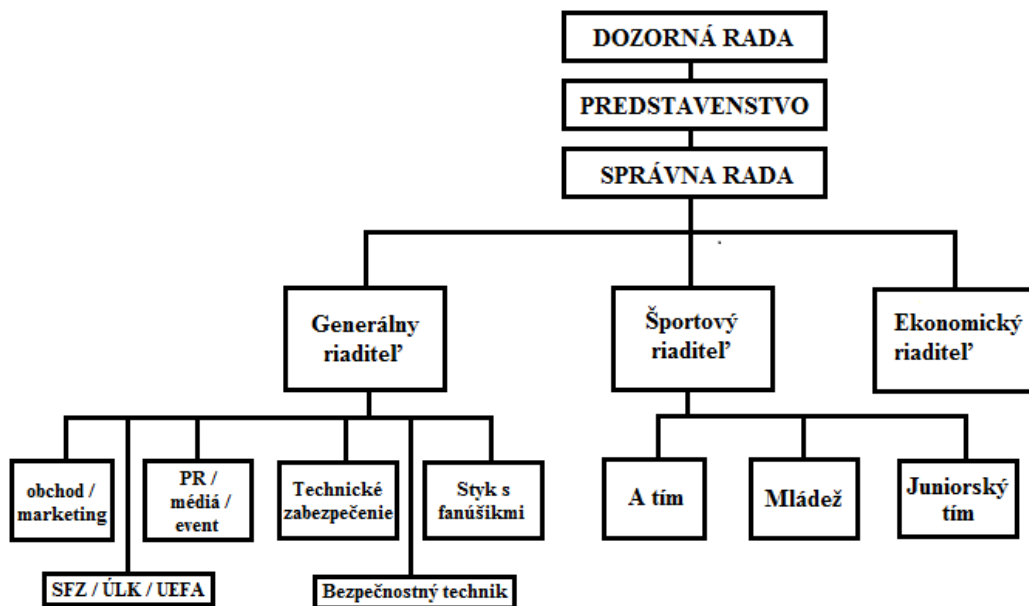 DOZORNÁ RADA
PREDSTAVENSTVO
SPRÁVNA RADA
Generálny
riaditeľ
Športový
riaditeľ
Ekonomický
riaditeľ
obchod /
marketing
PR /
médiá /
event
Technické
zabezpečenie
Styk s
fanúšikmi
A tím
Mládež
Juniorský
tím
SFZ / ÚLK / UEFA
Bezpečnostný technik